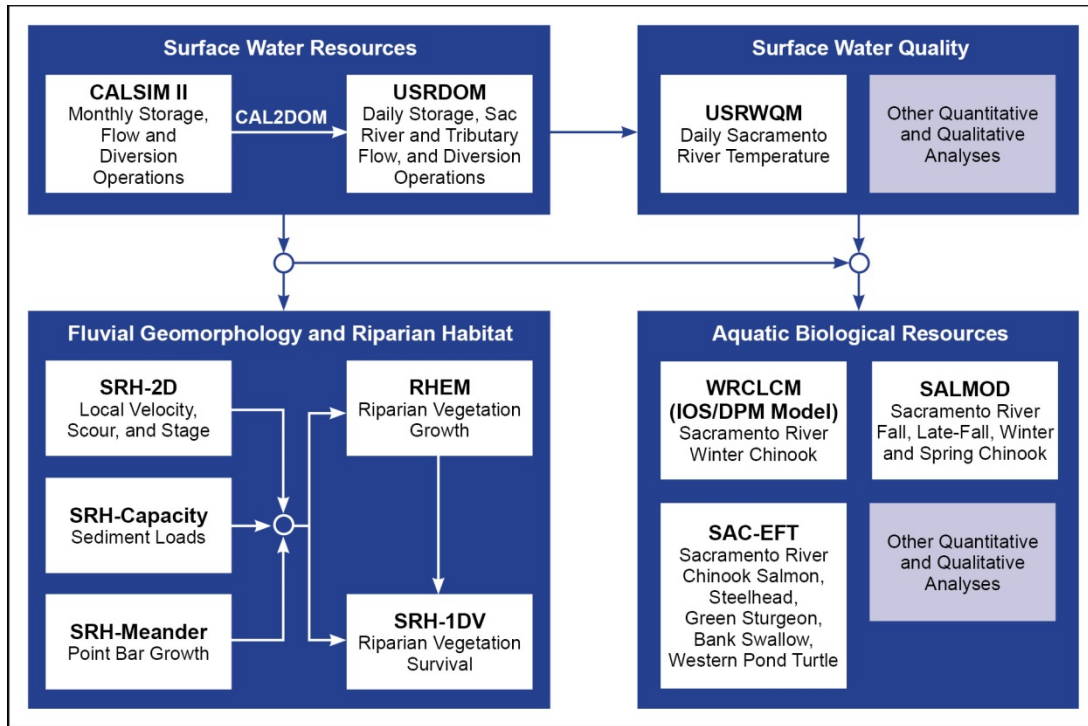 Surface Water Resources
CALSIM II
Monthly Storage,
Flow and
Diversion
Operations
CAL2DOM
USRDOM
Daily Storage, Sac
River and Tributary
Flow, and Diversion
Operations
Surface Water Quality
USRWQM
Daily Sacramento
River Temperature
Other Quantitative
and Qualitative
Analyses
Fluvial Geomorphology and Riparian Habitat
SRH-2D
Local Velocity,
Scour, and Stage
SRH-Capacity
Sediment Loads
SRH-Meander
Point Bar Growth
RHEM
Riparian Vegetation
Growth
SRH-1DV
Riparian Vegetation
Survival
Aquatic Biological Resources
WRCLCM
(IOS/DPM Model)
Sacramento River
Winter Chinook
SALMOD
Sacramento River
Fall, Late-Fall, Winter
and Spring Chinook
SAC-EFT
Sacramento River
Chinook Salmon,
Steelhead,
Green Sturgeon,
Bank Swallow,
Western Pond Turtle
Other Quantitative
and Qualitative
Analyses